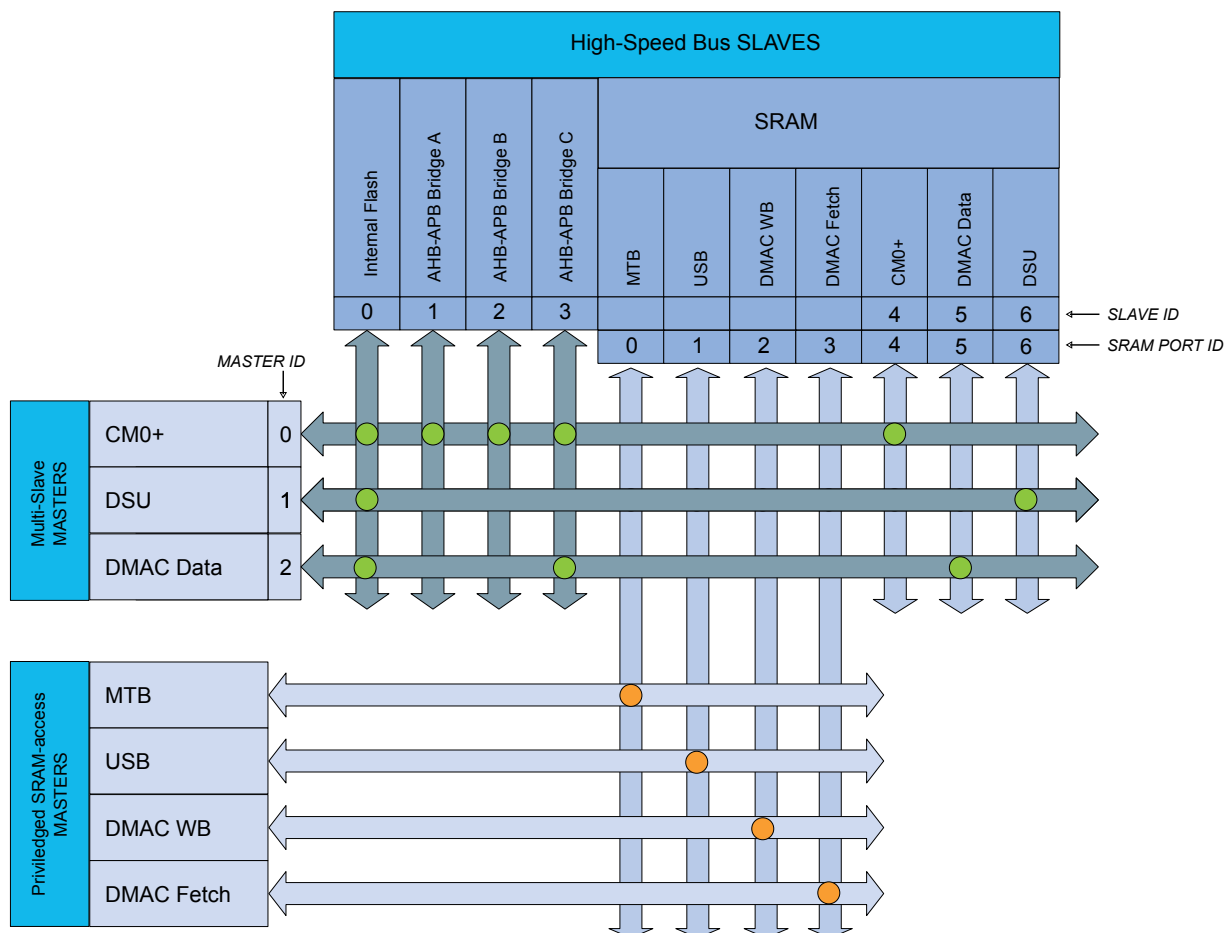 High-Speed Bus SLAVES
SRAM
Internal Flash
AHB-APB Bridge A
AHB-APB Bridge B
AHB-APB Bridge C
MTB
USB
DMAC WB
DMAC Fetch
CM0+
DMAC Data
DSU
0 1 2 3 4 5 6 SLAVE ID
0 1 2 3 4 5 6 SRAM PORT ID
MASTER ID
Multi-Slave
MASTERS
CM0+ 0
DSU 1
DMAC Data 2
Priviledged SRAM-access
MASTERS
MTB
USB
DMAC WB
DMAC Fetch